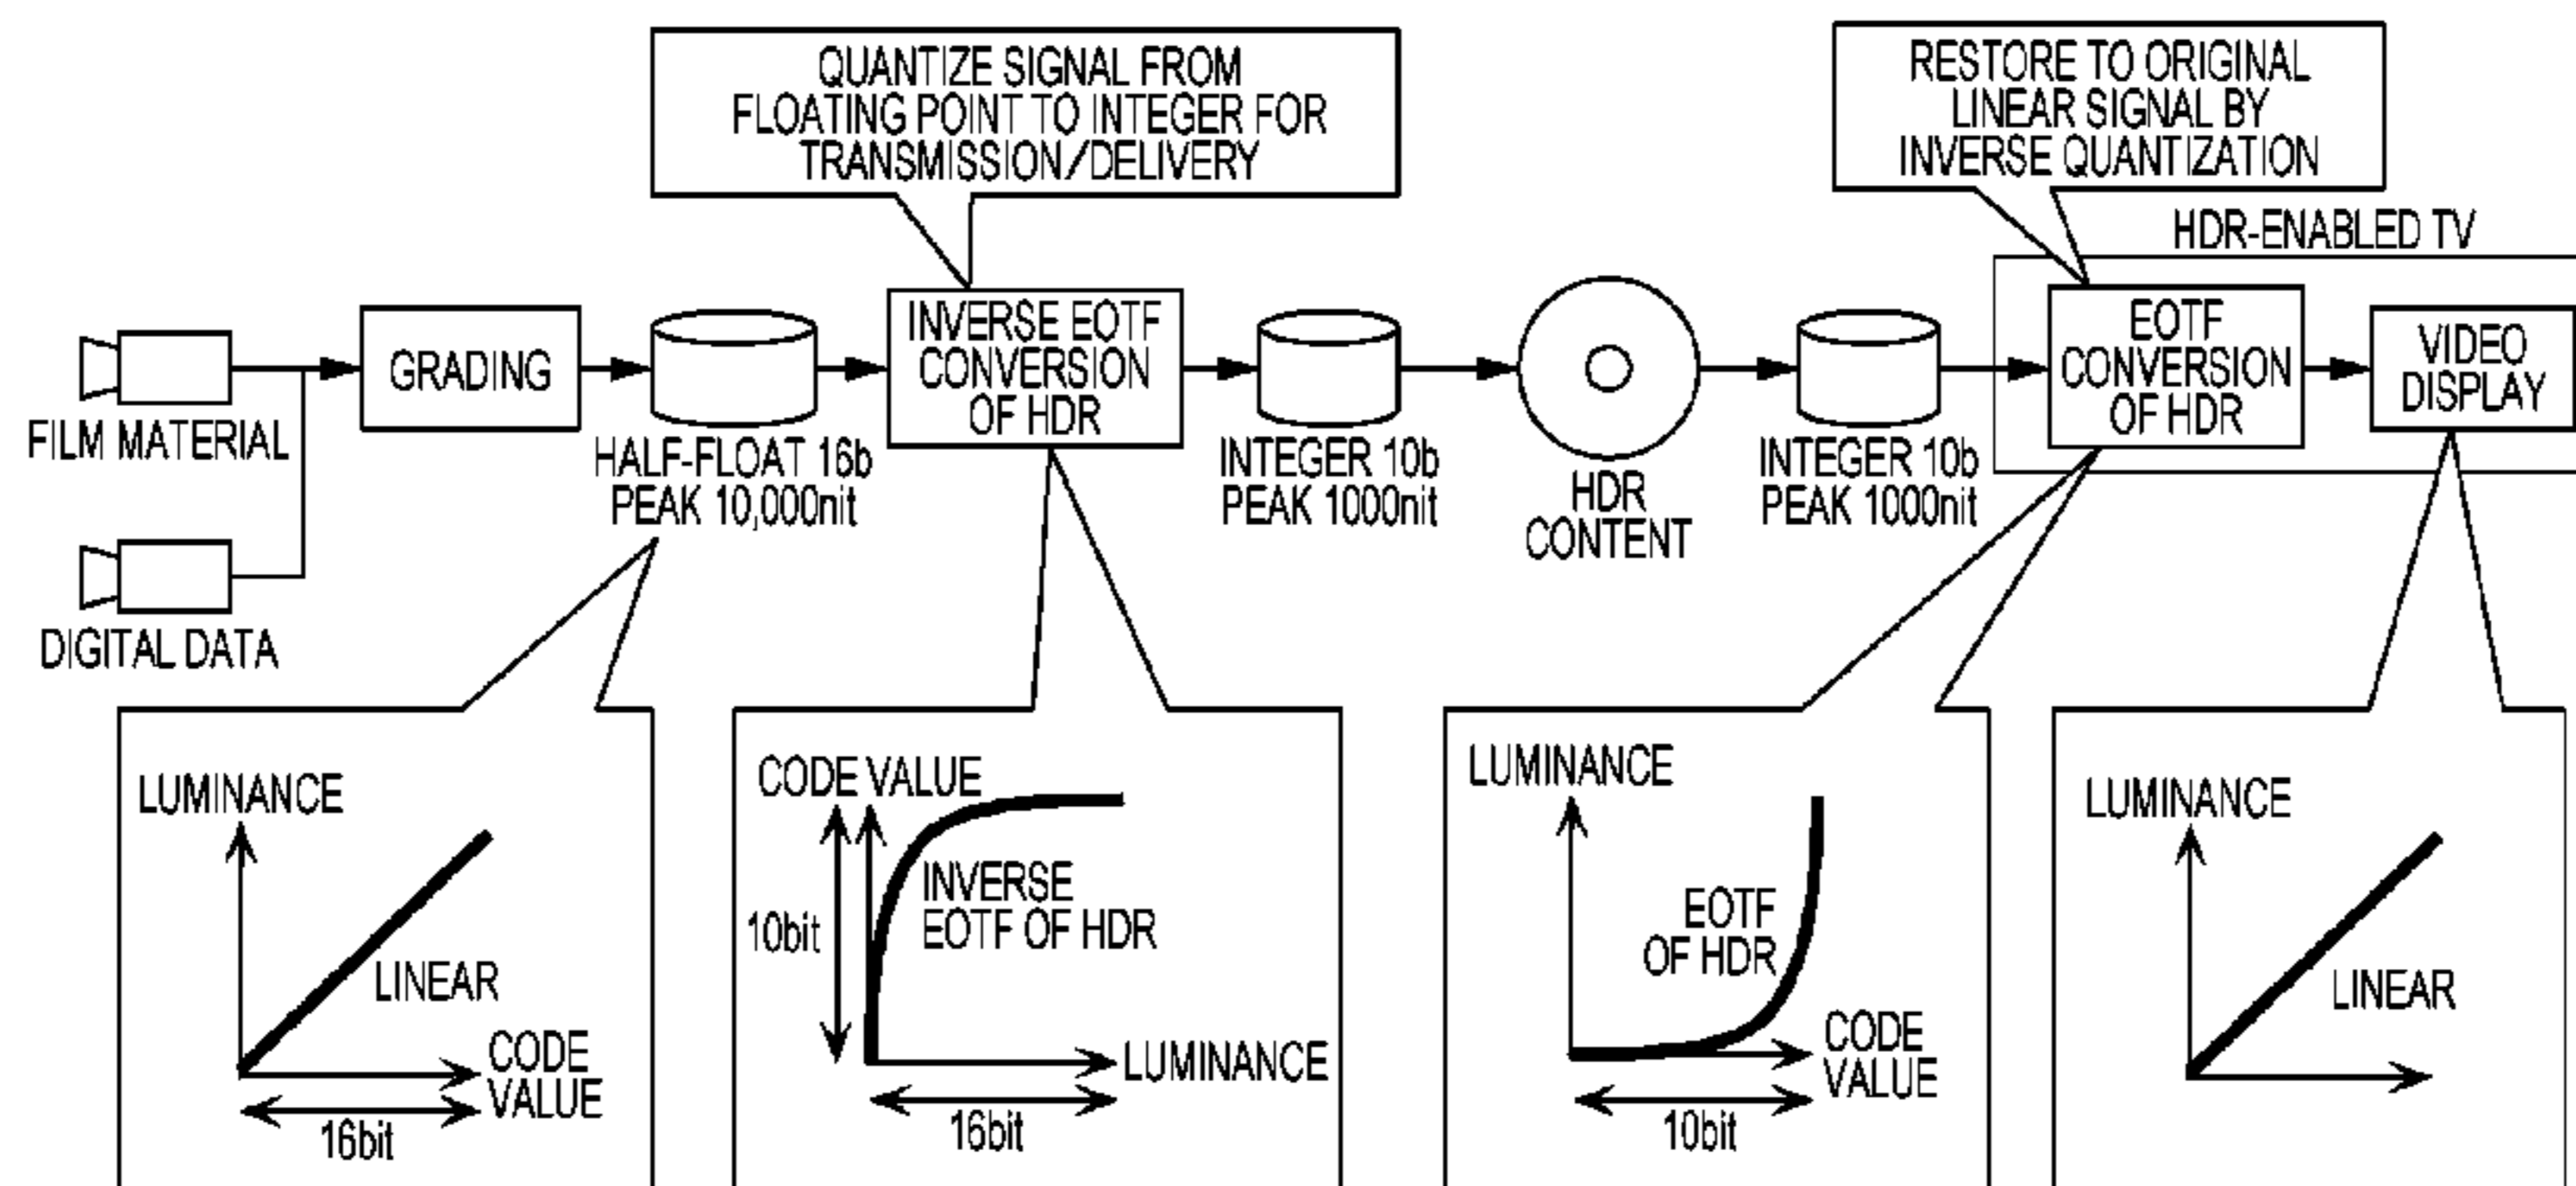 QUANTIZE SIGNAL FROM
FLOATING POINT TO INTEGER FOR
TRANSMISSION/DELIVERY
RESTORE TO ORIGINAL
LINEAR SIGNAL BY
INVERSE QUANTIZATION
HDR-ENABLED TV
FILM MATERIAL
DIGITAL DATA
GRADING
HALF-FLOAT 16b
PEAK 10,000nit
INVERSE EOTF
CONVERSION
OF HDR
INTEGER 10b
PEAK 1000nit
HDR
CONTENT
INTEGER 10b
PEAK 1000nit
EOTF
CONVERSION
OF HDR
VIDEO
DISPLAY
LUMINANCE
LINEAR
CODE
VALUE
16bit
CODE VALUE
10bit
INVERSE
EOTF OF HDR
LUMINANCE
16bit
LUMINANCE
EOTF
OF HDR
CODE
VALUE
10bit
LUMINANCE
LINEAR